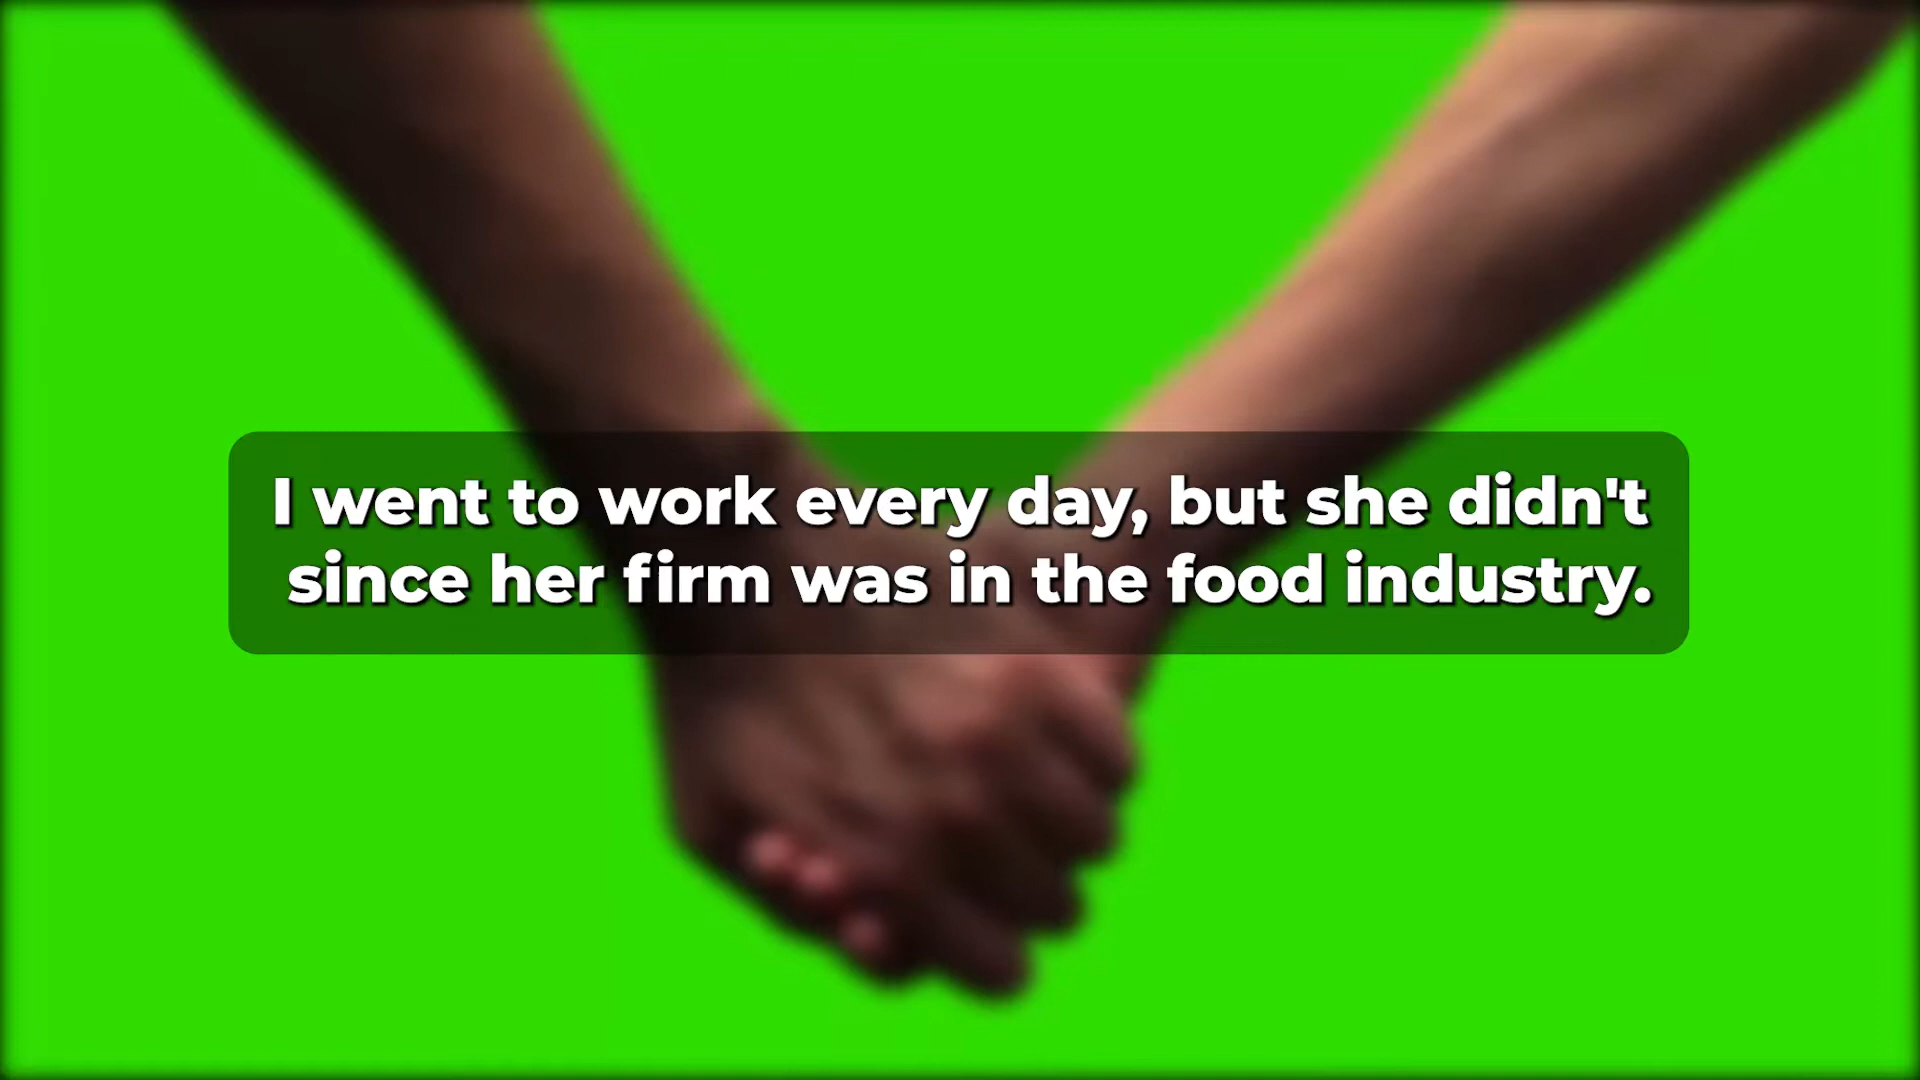 I went to work every day, but she didn't
since her firm was in the food industry.